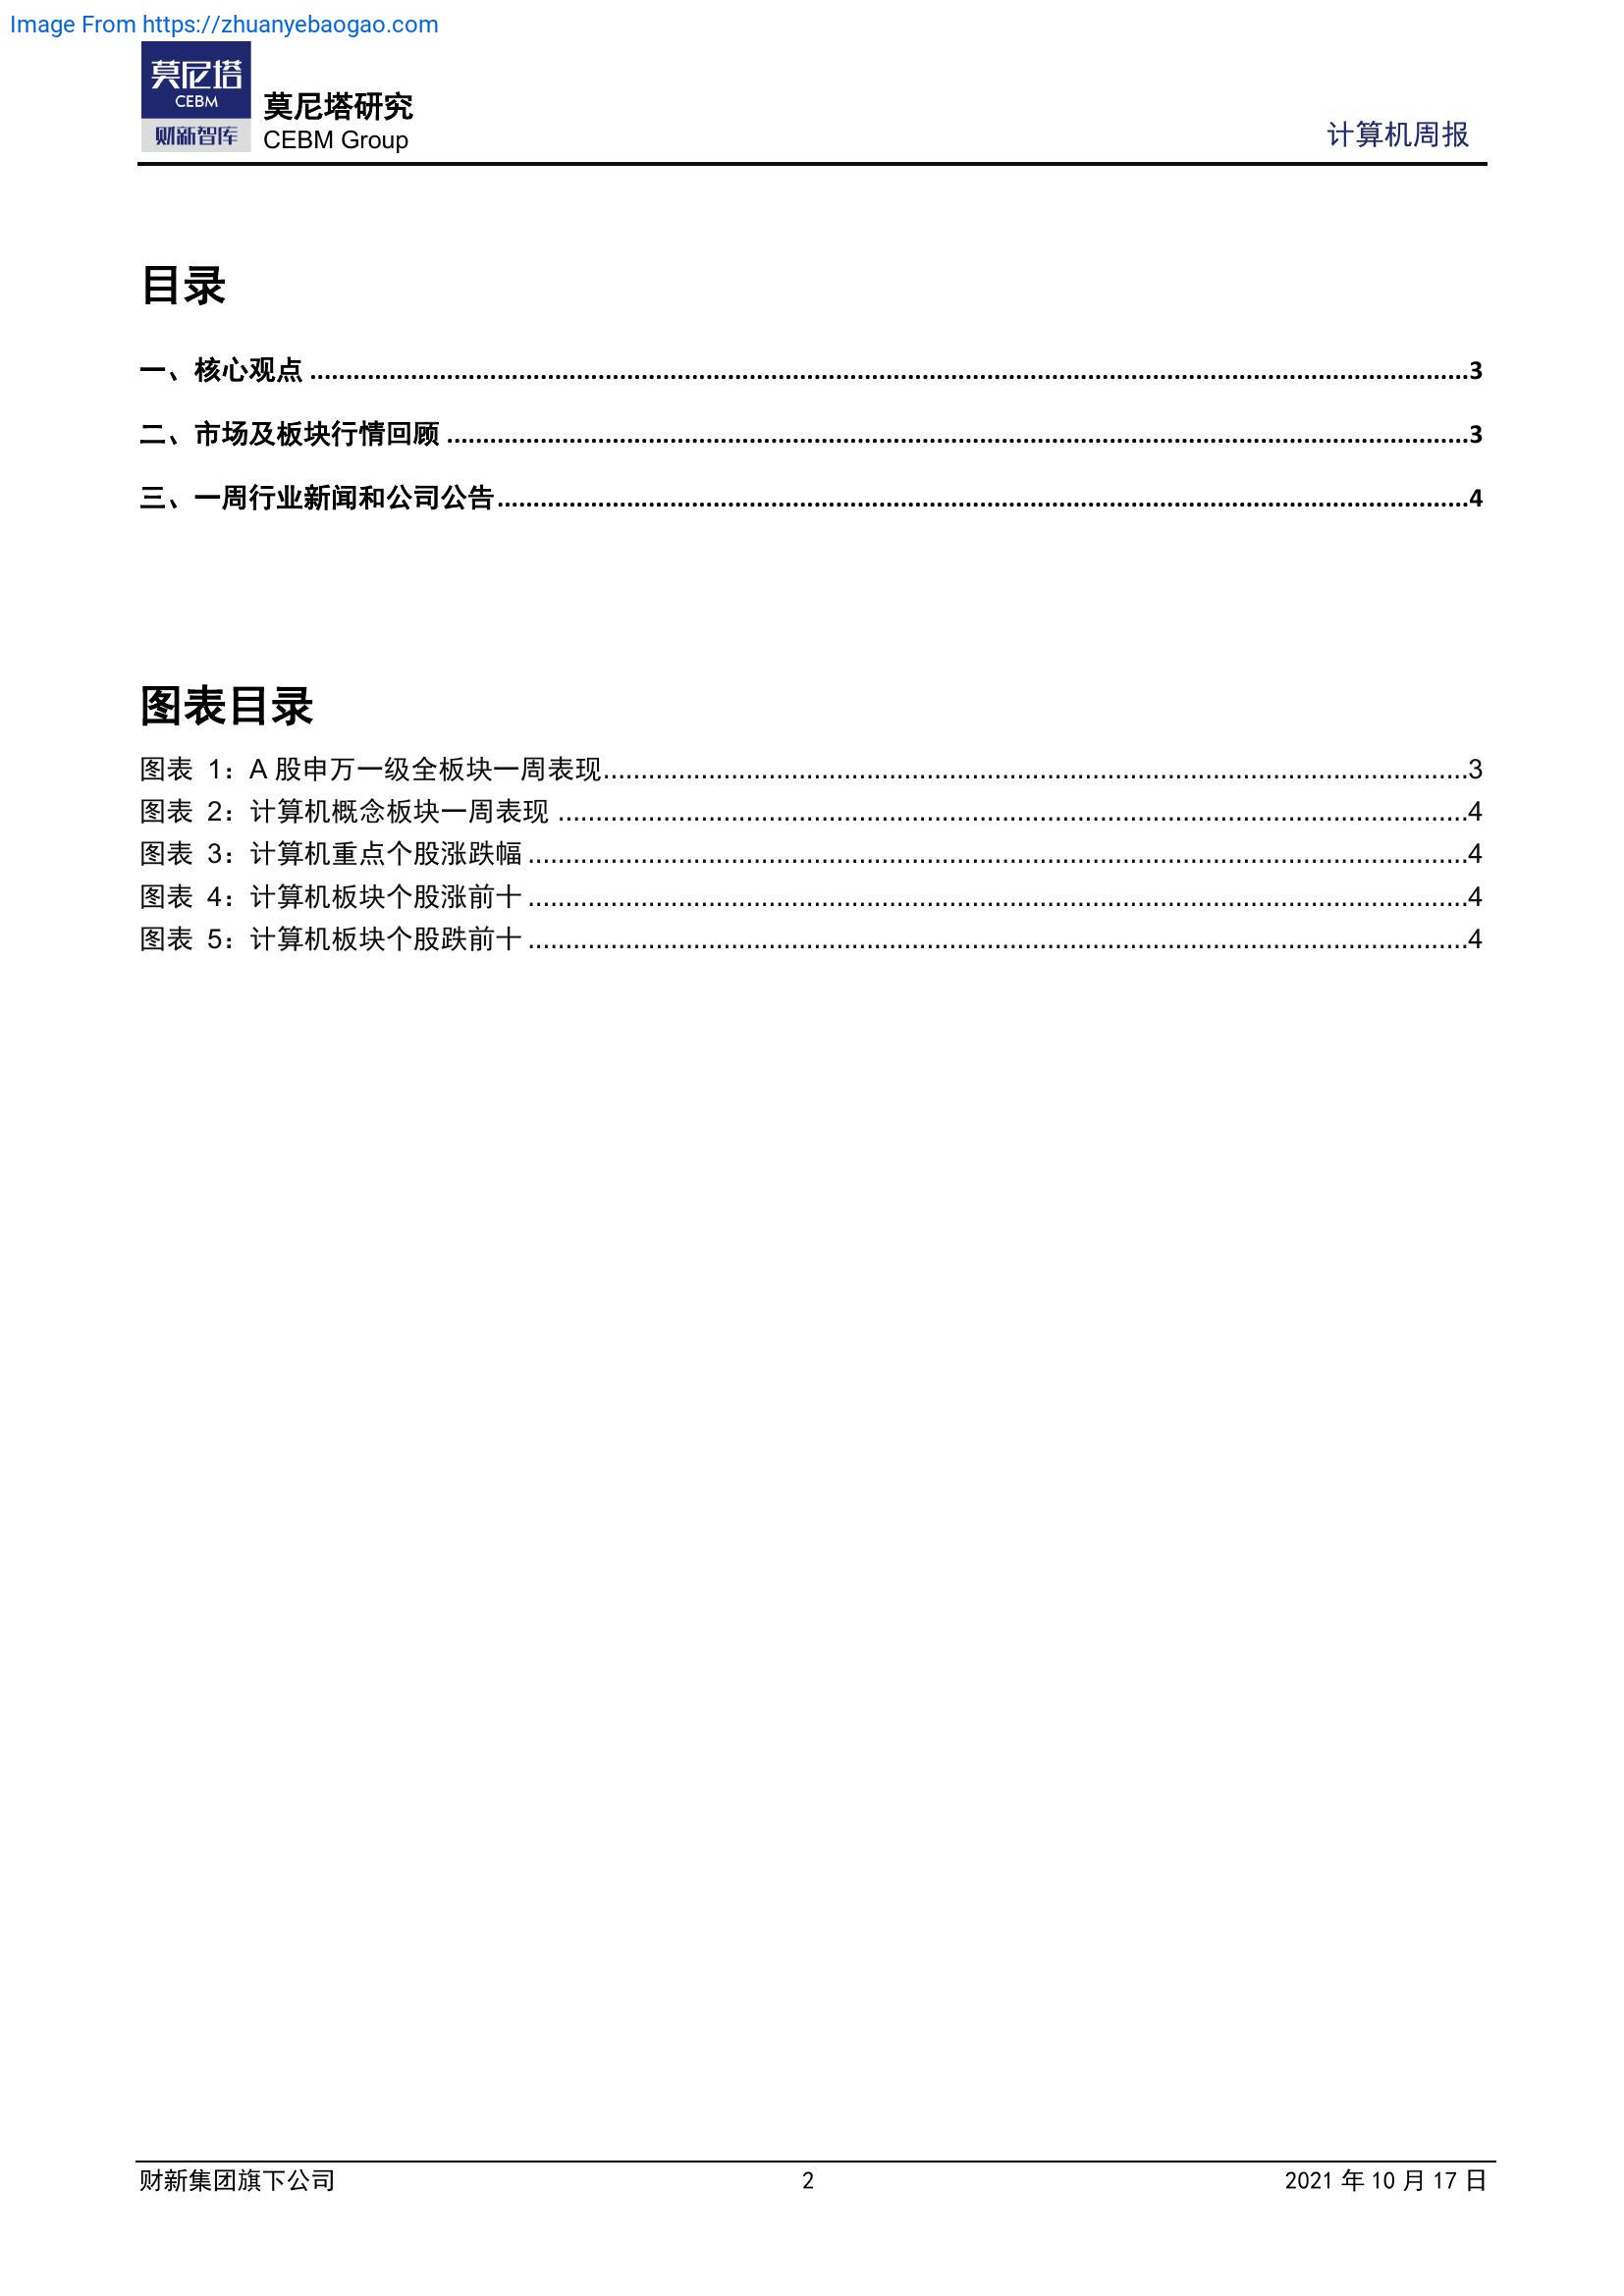 Image From https://zhuanyebaogao.com
莫尼塔
CEBM
财新智库
莫尼塔研究
CEBM Group
计算机周报
目录
一、核心观点 ........................................................ 3
二、市场及板块行情回顾 ........................................................ 3
三、一周行业新闻和公司公告 ........................................................ 4
图表目录
图表 1：A 股申万一级全板块一周表现 ........................................................ 3
图表 2：计算机概念板块一周表现 ........................................................ 4
图表 3：计算机重点个股涨跌幅 ........................................................ 4
图表 4：计算机板块个股涨前十 ........................................................ 4
图表 5：计算机板块个股跌前十 ........................................................ 4
财新集团旗下公司
2
2021 年 10 月 17 日